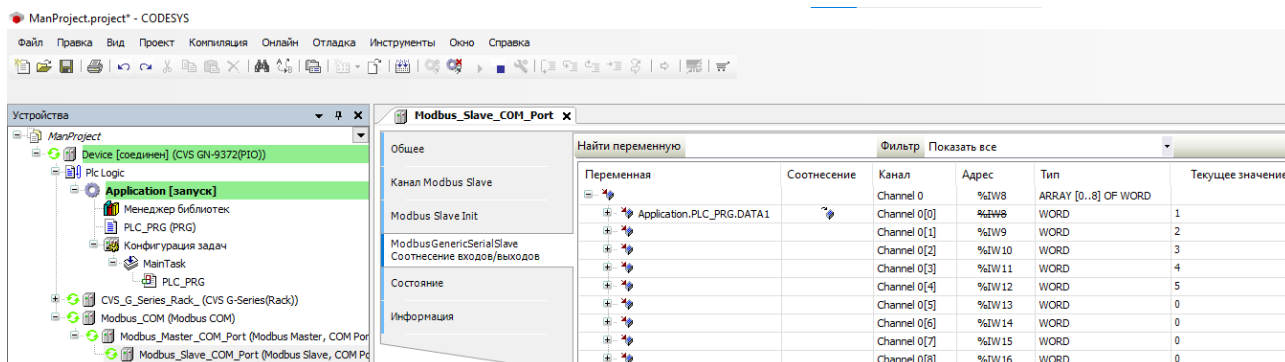 ManProject.project* - CODESYS
Файл Правка Вид Проект Компиляция Онлайн Отладка Инструменты Окно Справка
Устройства
Modbus_Slave_COM_Port
ManProject
Device [соединен] (CVS GN-9372(PIO))
Plc Logic
Application [запуск]
Менеджер библиотек
PLC_PRG (PRG)
Конфигурация задач
MainTask
PLC_PRG
CVS_G_Series_Rack_ (CVS G-Series(Rack))
Modbus_COM (Modbus COM)
Modbus_Master_COM_Port (Modbus Master, COM Por
Modbus_Slave_COM_Port (Modbus Slave, COM Po
Общее
Канал Modbus Slave
Modbus Slave Init
ModbusGenericSerialSlave
Соотнесение входов/выходов
Состояние
Информация
Найти переменную Фильтр Показать все
Переменная Соотнесение Канал Адрес Тип Текущее значение
Channel 0 %IW8 ARRAY [0..8] OF WORD
Application.PLC_PRG.DATA1 Channel 0[0] %IW8 WORD 1
Channel 0[1] %IW9 WORD 2
Channel 0[2] %IW10 WORD 3
Channel 0[3] %IW11 WORD 4
Channel 0[4] %IW12 WORD 5
Channel 0[5] %IW13 WORD 0
Channel 0[6] %IW14 WORD 0
Channel 0[7] %IW15 WORD 0
Channel 0[8] %IW16 WORD 0